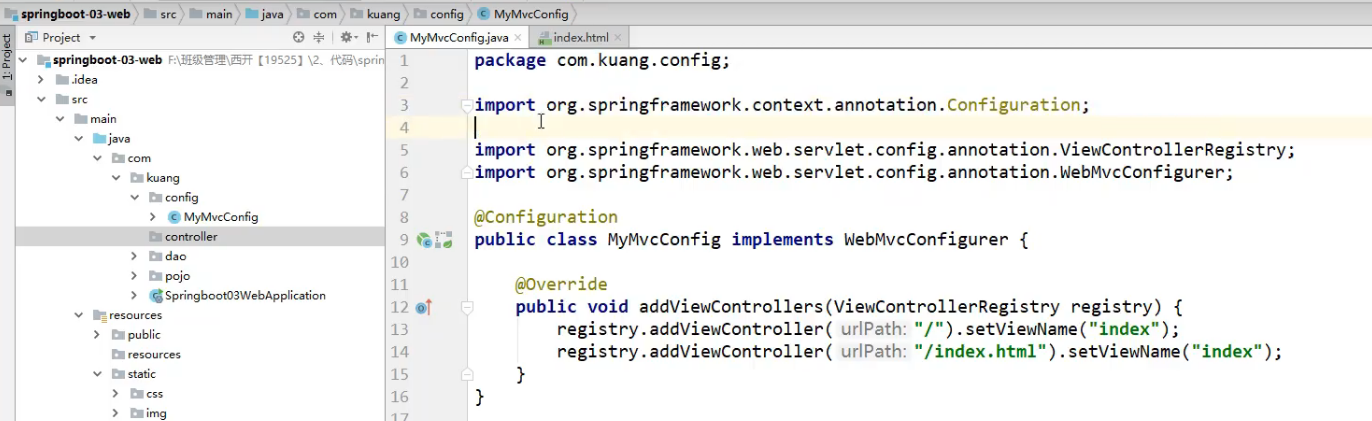 springboot-03-web src main java com kuang config MyMvcConfig
1: Project
Project
springboot-03-web F:\班级管理\西开【19525】\2、代码\sprin
.idea
src
main
java
com
kuang
config
MyMvcConfig
controller
dao
pojo
Springboot03WebApplication
resources
public
resources
static
css
img
MyMvcConfig.java index.html
1 package com.kuang.config;
2
3 import org.springframework.context.annotation.Configuration;
4
5 import org.springframework.web.servlet.config.annotation.ViewControllerRegistry;
6 import org.springframework.web.servlet.config.annotation.WebMvcConfigurer;
7
8 @Configuration
9 public class MyMvcConfig implements WebMvcConfigurer {
10
11 @Override
12 public void addViewControllers(ViewControllerRegistry registry) {
13 registry.addViewController( urlPath: "/").setViewName("index");
14 registry.addViewController( urlPath: "/index.html").setViewName("index");
15 }
16 }
17